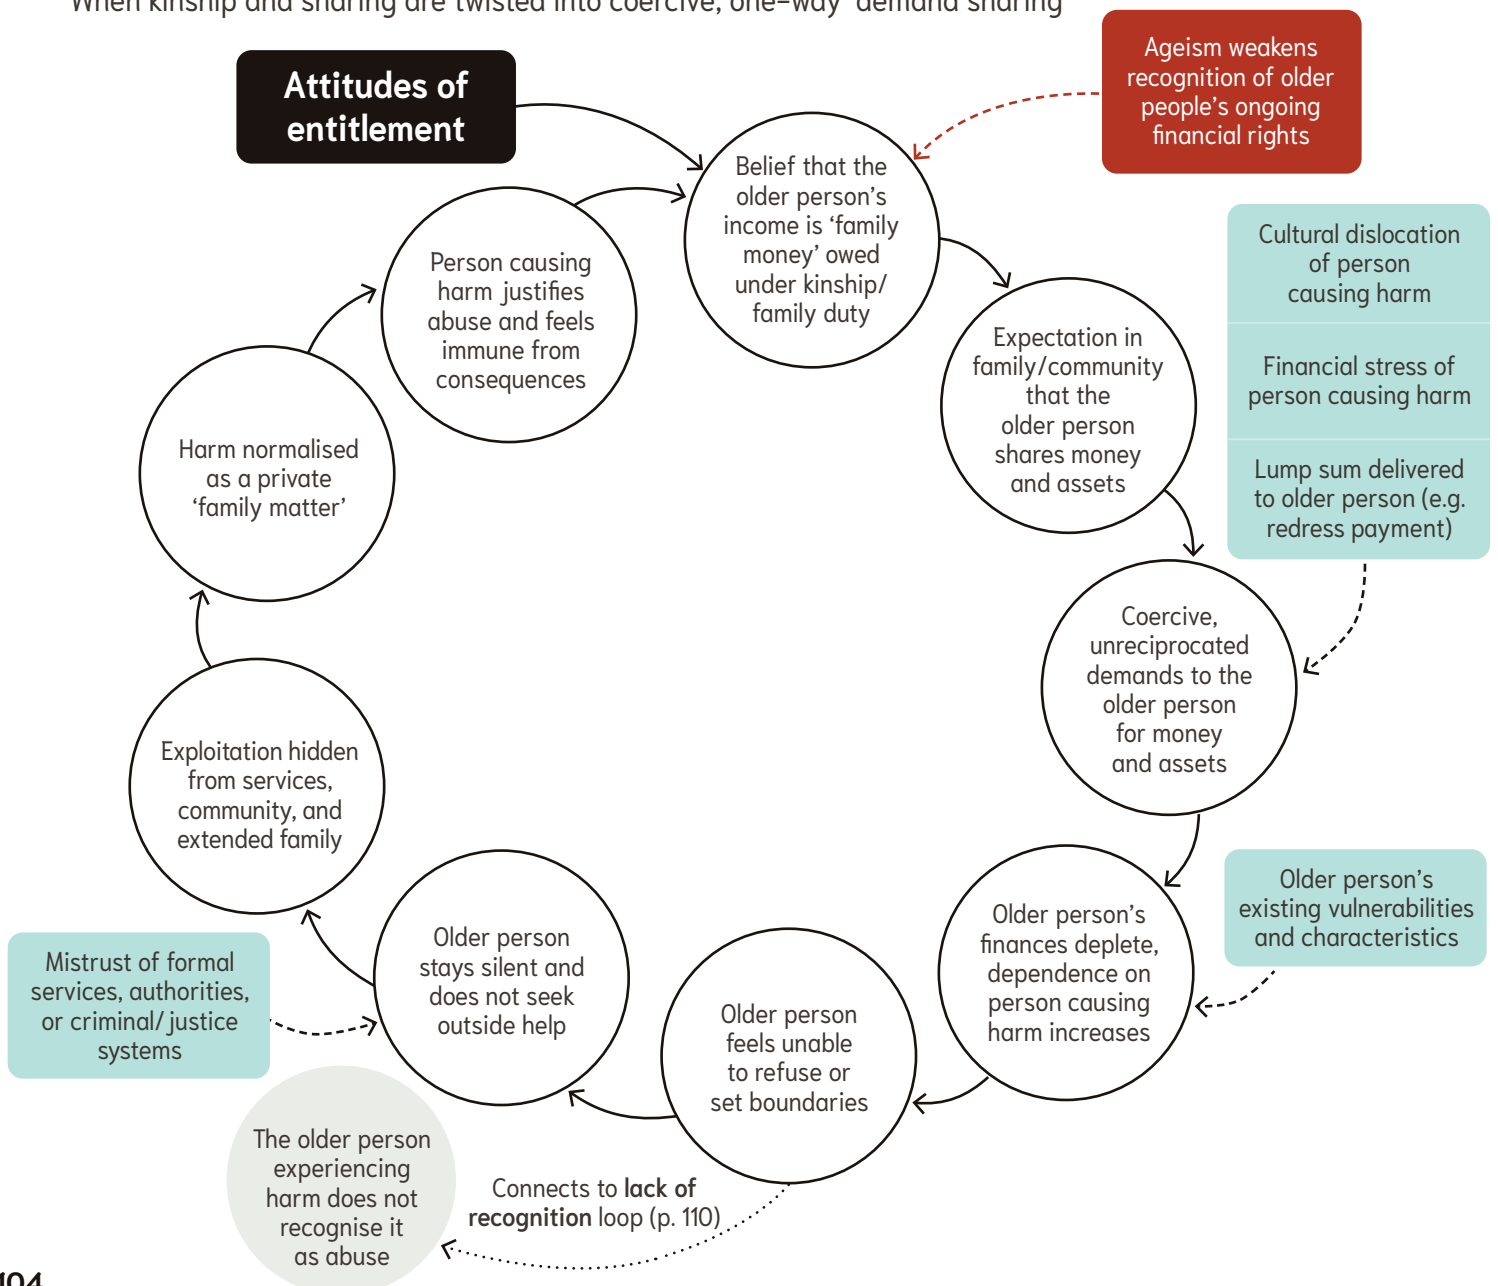 When kinship and sharing are twisted into coercive, one-way 'demand sharing'
Attitudes of
entitlement
Ageism weakens
recognition of older
people's ongoing
financial rights
Belief that the
older person's
income is 'family
money' owed
under kinship/
family duty
Cultural dislocation
of person
causing harm
Financial stress of
person causing harm
Lump sum delivered
to older person (e.g.
redress payment)
Expectation in
family/community
that the
older person
shares money
and assets
Coercive,
unreciprocated
demands to the
older person
for money
and assets
Older person's
existing vulnerabilities
and characteristics
Older person's
finances deplete,
dependence on
person causing
harm increases
Older person
feels unable
to refuse or
set boundaries
Connects to lack of
recognition loop (p. 110)
The older person
experiencing
harm does not
recognise it
as abuse
Older person
stays silent and
does not seek
outside help
Mistrust of formal
services, authorities,
or criminal/justice
systems
Exploitation hidden
from services,
community, and
extended family
Harm normalised
as a private
'family matter'
Person causing
harm justifies
abuse and feels
immune from
consequences
104